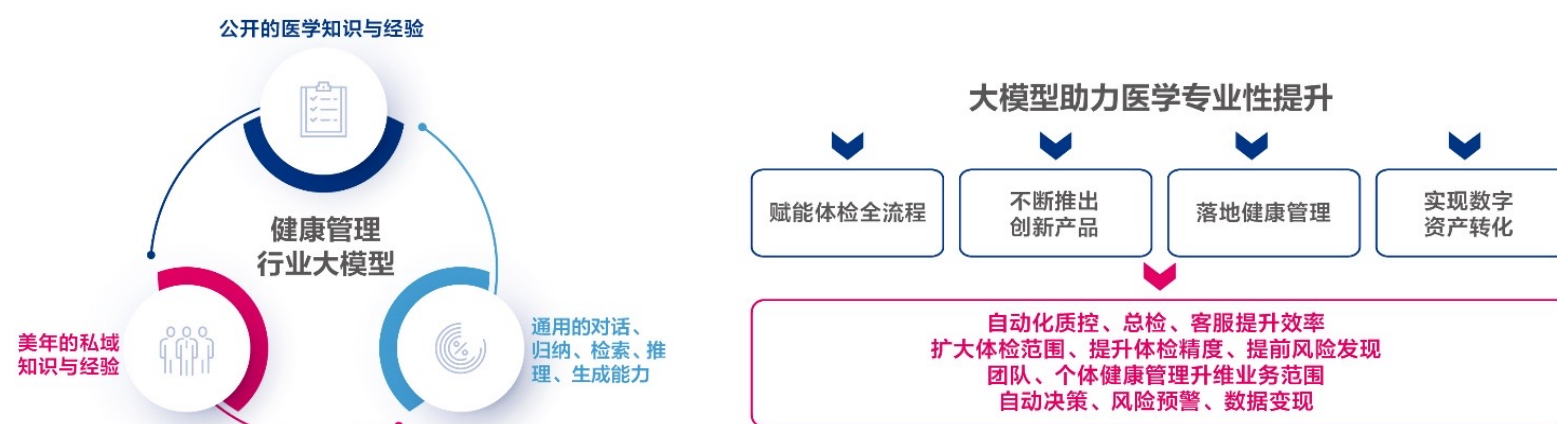 公开的医学知识与经验
健康管理
行业大模型
美年的私域
知识与经验
通用的对话、
归纳、检索、推
理、生成能力
大模型助力医学专业性提升
赋能体检全流程
不断推出
创新产品
落地健康管理
实现数字
资产转化
自动化质控、总检、客服提升效率
扩大体检范围、提升体检精度、提前风险发现
团队、个体健康管理升维业务范围
自动决策、风险预警、数据变现